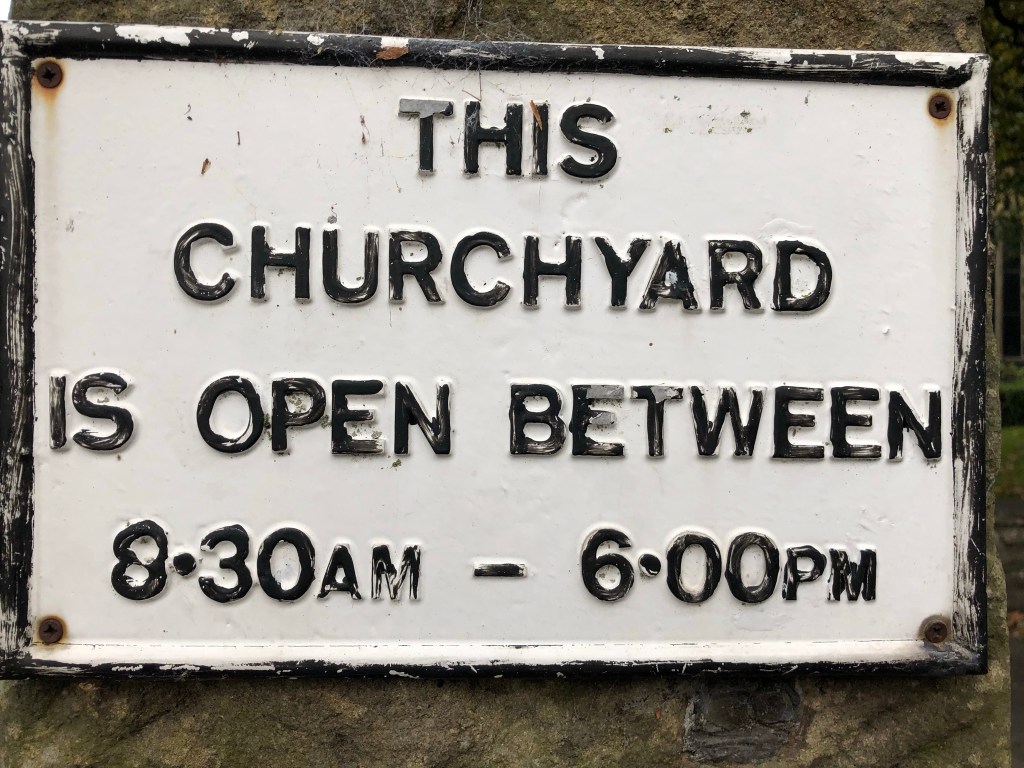 THIS
CHURCHYARD
IS OPEN BETWEEN
8·30AM – 6·00PM